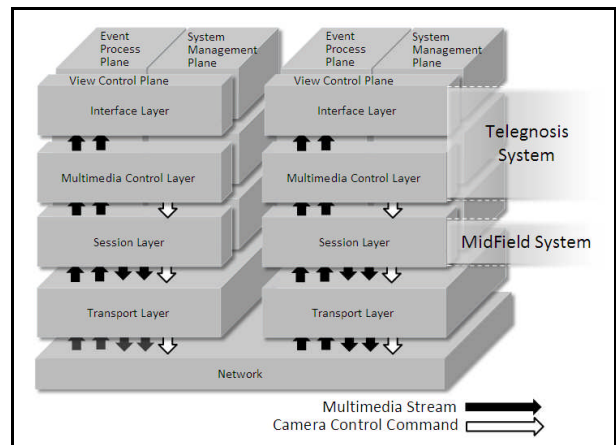 Event
Process
Plane
System
Management
Plane
Event
Process
Plane
System
Management
Plane
View Control Plane
View Control Plane
Interface Layer
Interface Layer
Telegnosis
System
Multimedia Control Layer
Multimedia Control Layer
Session Layer
Session Layer
MidField System
Transport Layer
Transport Layer
Network
Multimedia Stream
Camera Control Command